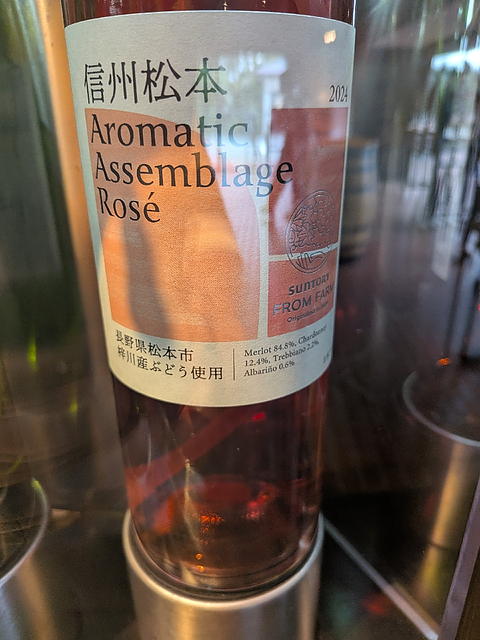 信州松本
2024
Aromatic
Assemblage
Rosé
SUNTORY
FROM FARM
長野県松本市
梓川産ぶどう使用
Merlot 84.8%, Chardonnay
12.4%, Trebbiano 2.2%,
Albariño 0.6%